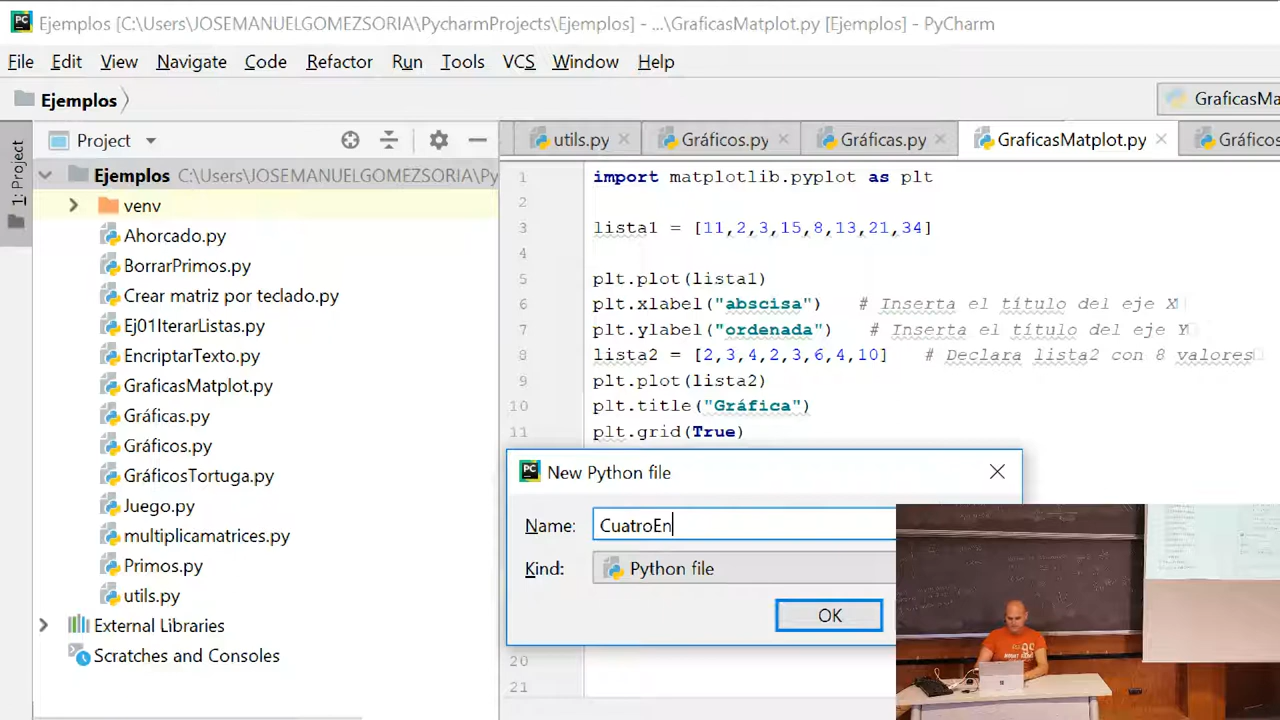 Ejemplos [C:\Users\JOSEMANUELGOMEZSORIA\PycharmProjects\Ejemplos] - ...\GraficasMatplot.py [Ejemplos] - PyCharm
File Edit View Navigate Code Refactor Run Tools VCS Window Help
Ejemplos
GraficasMa
1: Project
Project
utils.py Gráficos.py Gráficas.py GraficasMatplot.py Gráficos
Ejemplos C:\Users\JOSEMANUELGOMEZSORIA\Py
venv
Ahorcado.py
BorrarPrimos.py
Crear matriz por teclado.py
Ej01IterarListas.py
EncriptarTexto.py
GraficasMatplot.py
Gráficas.py
Gráficos.py
GráficosTortuga.py
Juego.py
multiplicamatrices.py
Primos.py
utils.py
External Libraries
Scratches and Consoles
1 import matplotlib.pyplot as plt
2
3 lista1 = [11,2,3,15,8,13,21,34]
4
5 plt.plot(lista1)
6 plt.xlabel("abscisa") # Inserta el título del eje X
7 plt.ylabel("ordenada") # Inserta el título del eje Y
8 lista2 = [2,3,4,2,3,6,4,10] # Declara lista2 con 8 valores
9 plt.plot(lista2)
10 plt.title("Gráfica")
11 plt.grid(True)
20
21
New Python file
Name: CuatroEn
Kind: Python file
OK